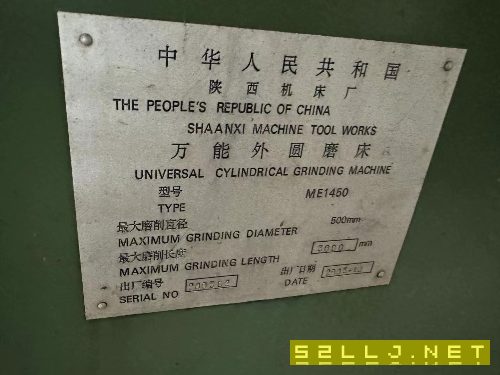 中华人民共和国
陕西机床厂
THE PEOPLE'S REPUBLIC OF CHINA
SHAANXI MACHINE TOOL WORKS
万能外圆磨床
UNIVERSAL CYLINDRICAL GRINDING MACHINE
型号 ME1450
TYPE
最大磨削直径 500mm
MAXIMUM GRINDING DIAMETER
最大磨削长度 3000 mm
MAXIMUM GRINDING LENGTH
出厂编号 出厂日期
SERIAL NO DATE
52LLJ.NET